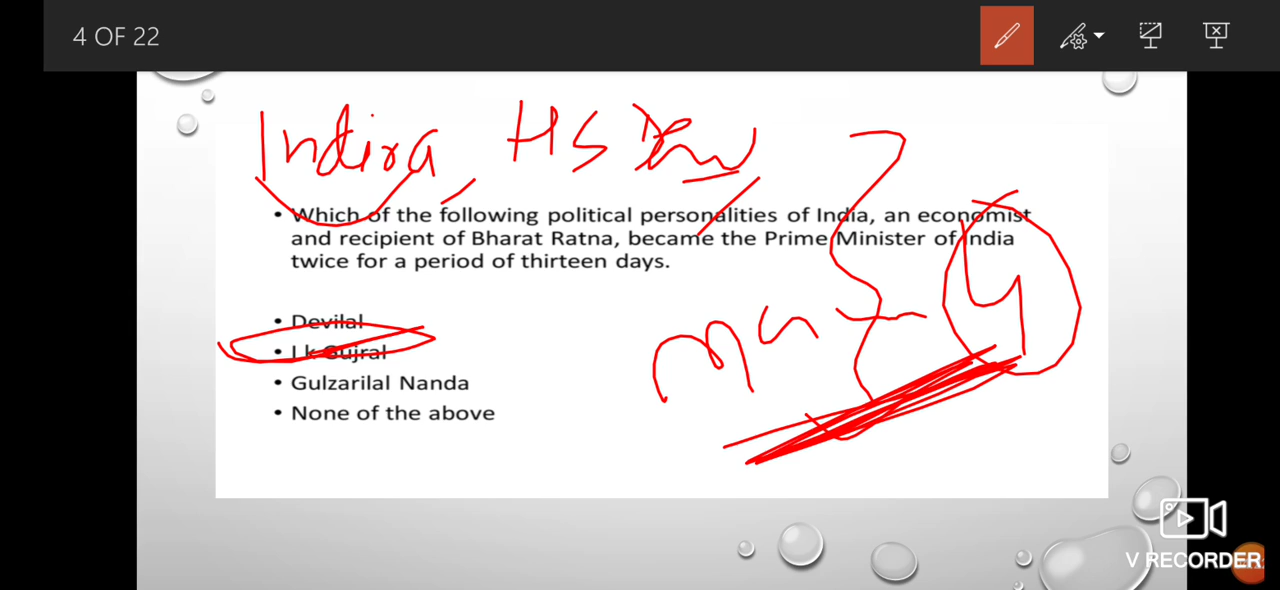 4 OF 22
Indira, HS
• Which of the following political personalities of India, an economist
and recipient of Bharat Ratna, became the Prime Minister of India
twice for a period of thirteen days.
• Devilal
• I k Gujral
• Gulzarilal Nanda
• None of the above
V RECORDER